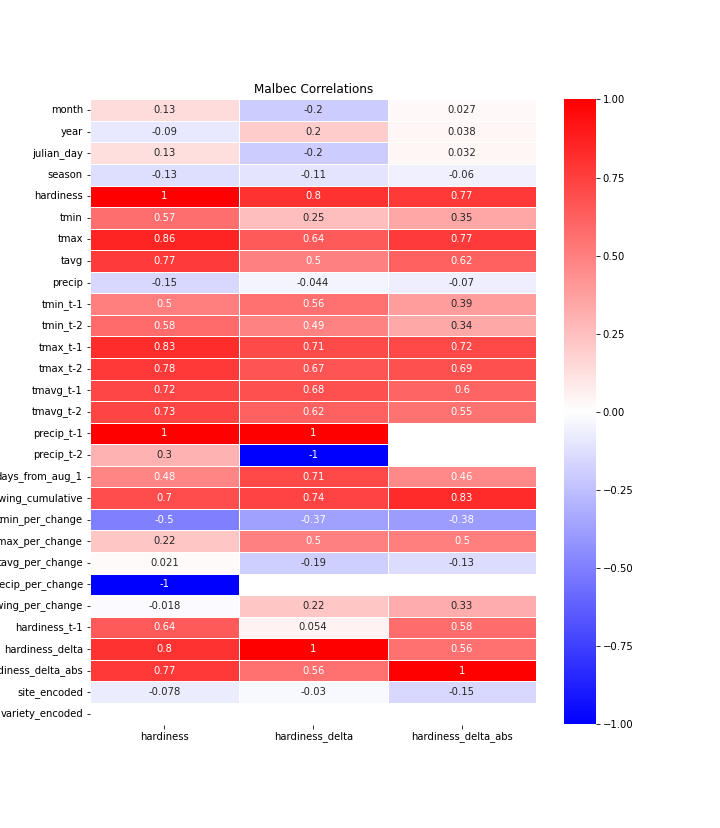 Malbec Correlations
month 0.13 -0.2 0.027
year -0.09 0.2 0.038
julian_day 0.13 -0.2 0.032
season -0.13 -0.11 -0.06
hardiness 1 0.8 0.77
tmin 0.57 0.25 0.35
tmax 0.86 0.64 0.77
tavg 0.77 0.5 0.62
precip -0.15 -0.044 -0.07
tmin_t-1 0.5 0.56 0.39
tmin_t-2 0.58 0.49 0.34
tmax_t-1 0.83 0.71 0.72
tmax_t-2 0.78 0.67 0.69
tmavg_t-1 0.72 0.68 0.6
tmavg_t-2 0.73 0.62 0.55
precip_t-1 1 1
precip_t-2 0.3 -1
days_from_aug_1 0.48 0.71 0.46
wing_cumulative 0.7 0.74 0.83
tmin_per_change -0.5 -0.37 -0.38
max_per_change 0.22 0.5 0.5
tavg_per_change 0.021 -0.19 -0.13
ecip_per_change -1
wing_per_change -0.018 0.22 0.33
hardiness_t-1 0.64 0.054 0.58
hardiness_delta 0.8 1 0.56
diness_delta_abs 0.77 0.56 1
site_encoded -0.078 -0.03 -0.15
variety_encoded
hardiness hardiness_delta hardiness_delta_abs
1.00
0.75
0.50
0.25
0.00
−0.25
−0.50
−0.75
−1.00